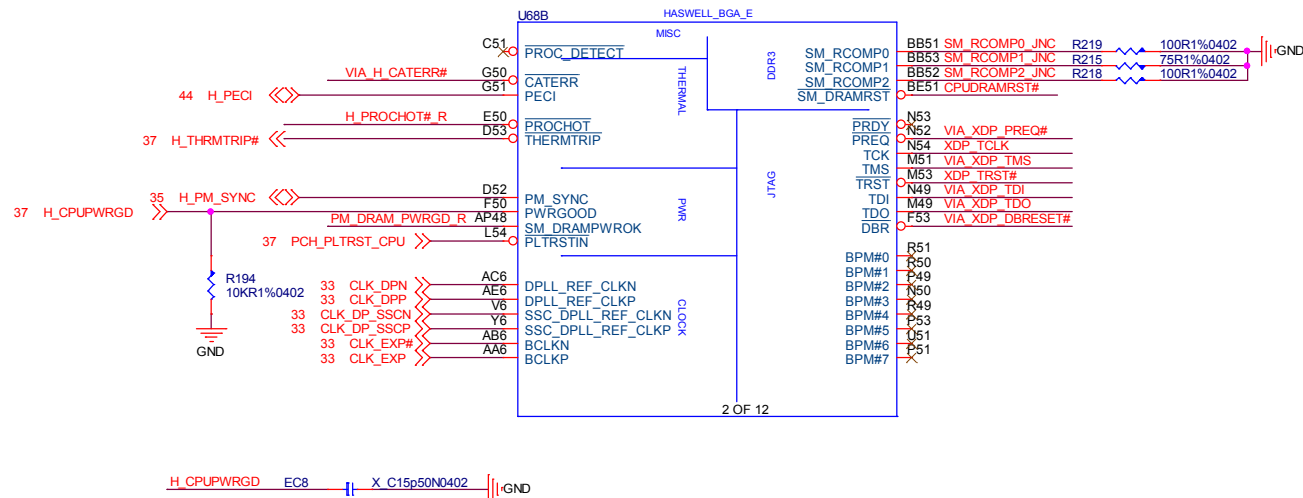 U68B HASWELL_BGA_E
MISC
C51 PROC_DETECT
VIA_H_CATERR# G50 CATERR
44 H_PECI G51 PECI
H_PROCHOT#_R E50 PROCHOT
37 H_THRMTRIP# D53 THERMTRIP
35 H_PM_SYNC D52 PM_SYNC
37 H_CPUPWRGD F50 PWRGOOD
PM_DRAM_PWRGD_R AP48 SM_DRAMPWROK
37 PCH_PLTRST_CPU L54 PLTRSTIN
R194
10KR1%0402
GND
33 CLK_DPN AC6 DPLL_REF_CLKN
33 CLK_DPP AE6 DPLL_REF_CLKP
33 CLK_DP_SSCN V6 SSC_DPLL_REF_CLKN
33 CLK_DP_SSCP Y6 SSC_DPLL_REF_CLKP
33 CLK_EXP# AB6 BCLKN
33 CLK_EXP AA6 BCLKP
THERMAL
PWR
CLOCK
DDR3
JTAG
SM_RCOMP0 BB51 SM_RCOMP0_JNC R219 100R1%0402 GND
SM_RCOMP1 BB53 SM_RCOMP1_JNC R215 75R1%0402
SM_RCOMP2 BB52 SM_RCOMP2_JNC R218 100R1%0402
SM_DRAMRST BE51 CPUDRAMRST#
PRDY N53
PREQ N52 VIA_XDP_PREQ#
TCK N54 XDP_TCLK
TMS M51 VIA_XDP_TMS
TRST M53 XDP_TRST#
TDI N49 VIA_XDP_TDI
TDO M49 VIA_XDP_TDO
DBR F53 VIA_XDP_DBRESET#
BPM#0 R51
BPM#1 R50
BPM#2 P49
BPM#3 N50
BPM#4 R49
BPM#5 P53
BPM#6 U51
BPM#7 P51
2 OF 12
H_CPUPWRGD EC8 X_C15p50N0402 GND